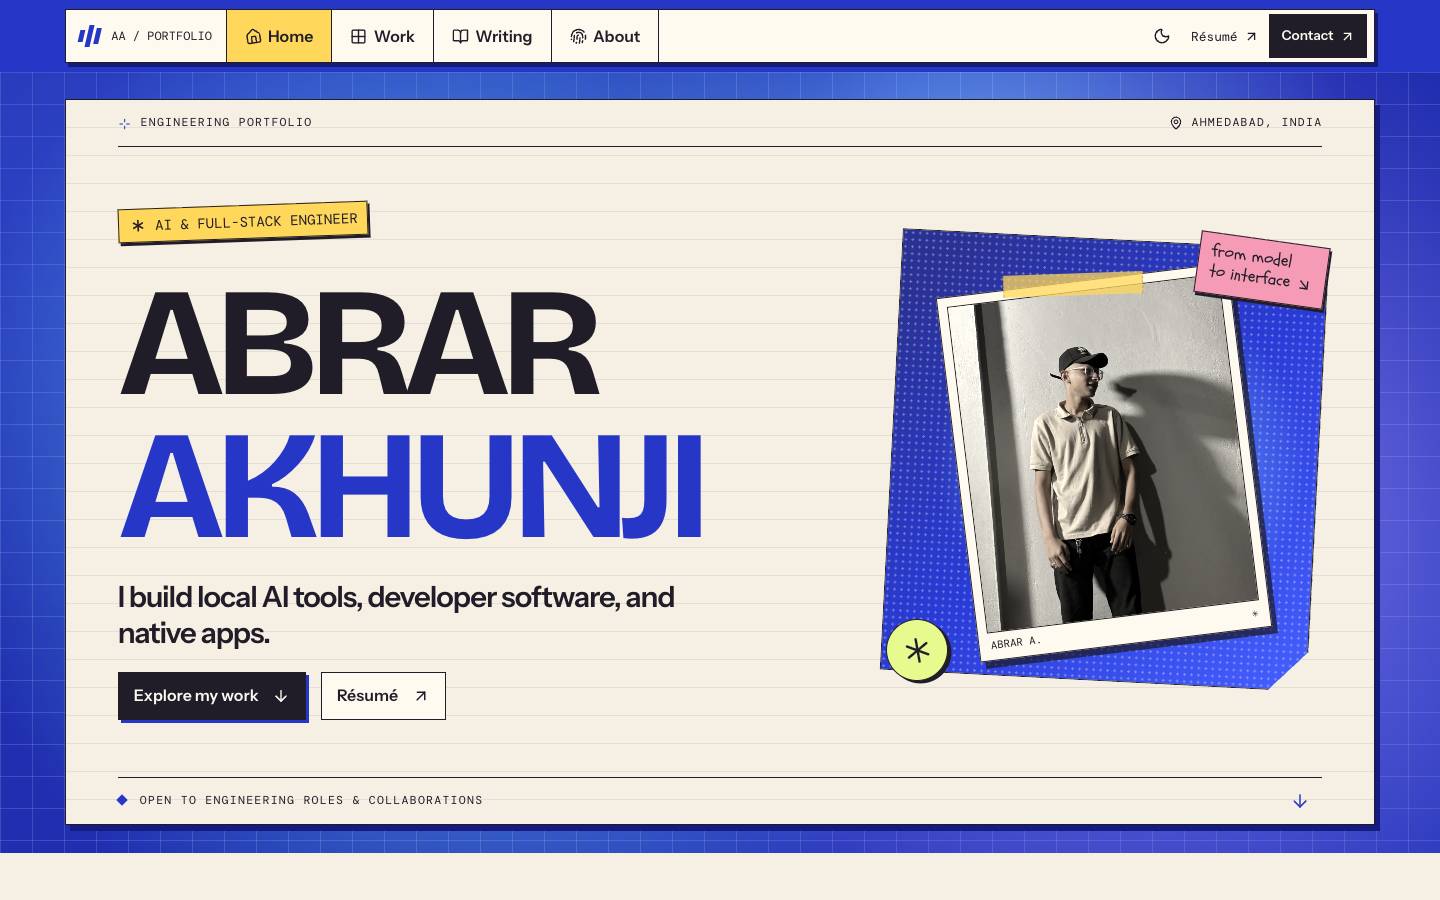 AA / PORTFOLIO
Home
Work
Writing
About
Résumé
Contact
ENGINEERING PORTFOLIO
AHMEDABAD, INDIA
AI & FULL-STACK ENGINEER
ABRAR
AKHUNJI
I build local AI tools, developer software, and
native apps.
Explore my work
Résumé
from model
to interface
ABRAR A.
OPEN TO ENGINEERING ROLES & COLLABORATIONS